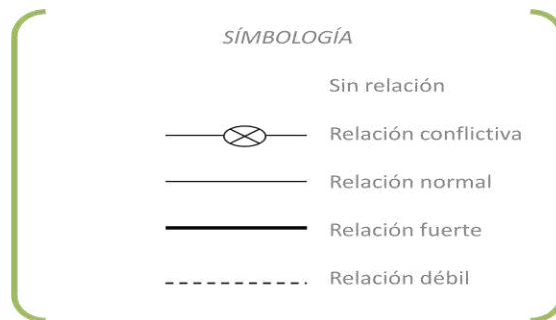 SÍMBOLOGÍA
Sin relación
Relación conflictiva
Relación normal
Relación fuerte
Relación débil